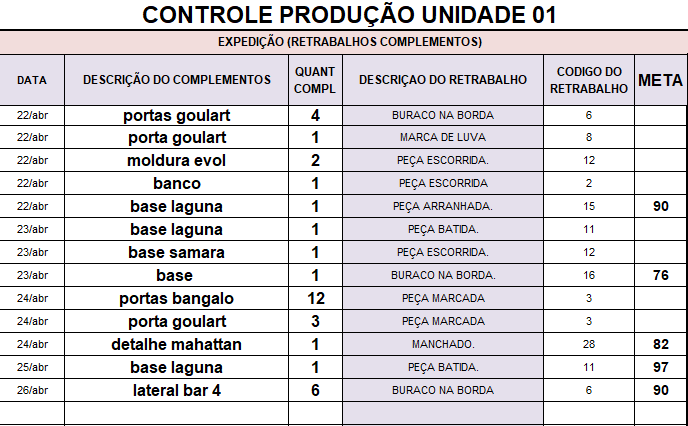 CONTROLE PRODUÇÃO UNIDADE 01
EXPEDIÇÃO (RETRABALHOS COMPLEMENTOS)
DATA DESCRIÇÃO DO COMPLEMENTOS QUANT COMPL DESCRIÇAO DO RETRABALHO CODIGO DO RETRABALHO META
22/abr portas goulart 4 BURACO NA BORDA 6
22/abr porta goulart 1 MARCA DE LUVA 8
22/abr moldura evol 2 PEÇA ESCORRIDA. 12
22/abr banco 1 PEÇA ESCORRIDA 2
22/abr base laguna 1 PEÇA ARRANHADA. 15 90
23/abr base laguna 1 PEÇA BATIDA. 11
23/abr base samara 1 PEÇA ESCORRIDA. 12
23/abr base 1 BURACO NA BORDA. 16 76
24/abr portas bangalo 12 PEÇA MARCADA 3
24/abr porta goulart 3 PEÇA MARCADA 3
24/abr detalhe mahattan 1 MANCHADO. 28 82
25/abr base laguna 1 PEÇA BATIDA. 11 97
26/abr lateral bar 4 6 BURACO NA BORDA 6 90